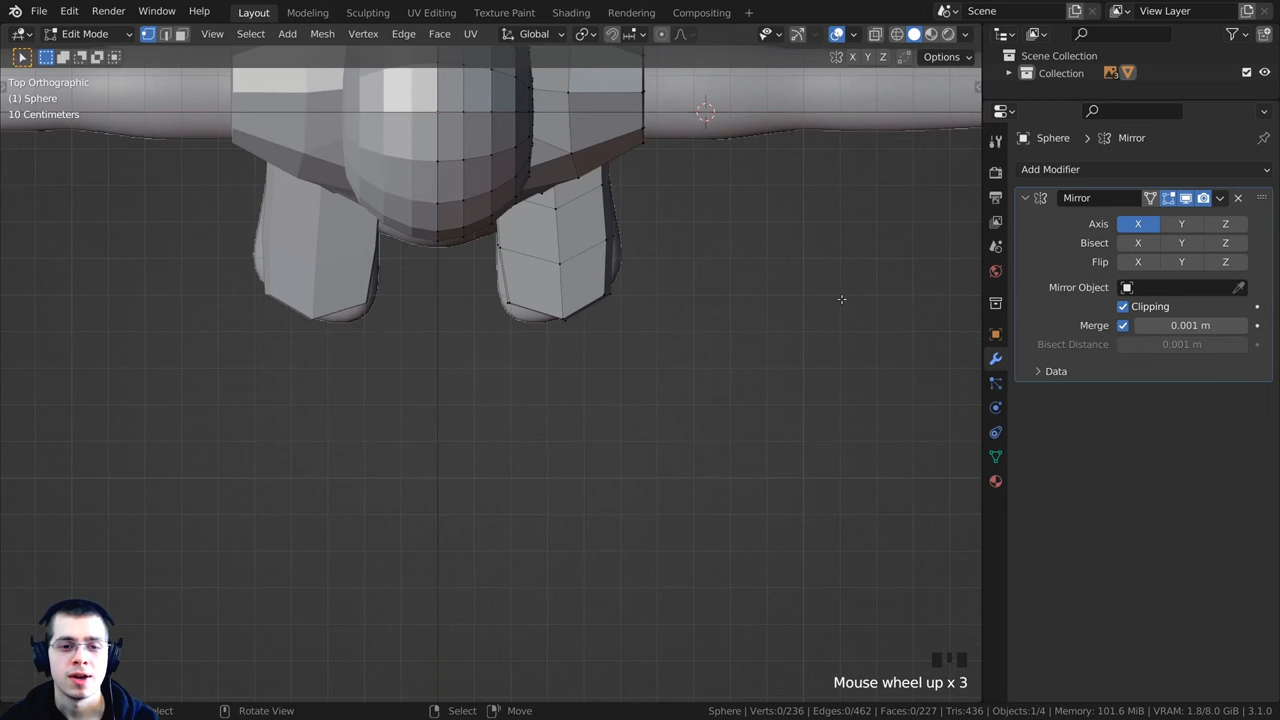 File Edit Render Window Help Layout Modeling Sculpting UV Editing Texture Paint Shading Rendering Compositing + Scene View Layer
Edit Mode View Select Add Mesh Vertex Edge Face UV Global
X Y Z Options
Top Orthographic
(1) Sphere
10 Centimeters
Scene Collection
Collection 3
Sphere > Mirror
Add Modifier
Mirror
Axis X Y Z
Bisect X Y Z
Flip X Y Z
Mirror Object
Clipping
Merge 0.001 m
Bisect Distance 0.001 m
Data
Mouse wheel up x 3
Rotate View Select Move Sphere | Verts:0/236 | Edges:0/462 | Faces:0/227 | Tris:436 | Objects:1/4 | Memory: 101.6 MiB | VRAM: 1.8/8.0 GiB | 3.1.0